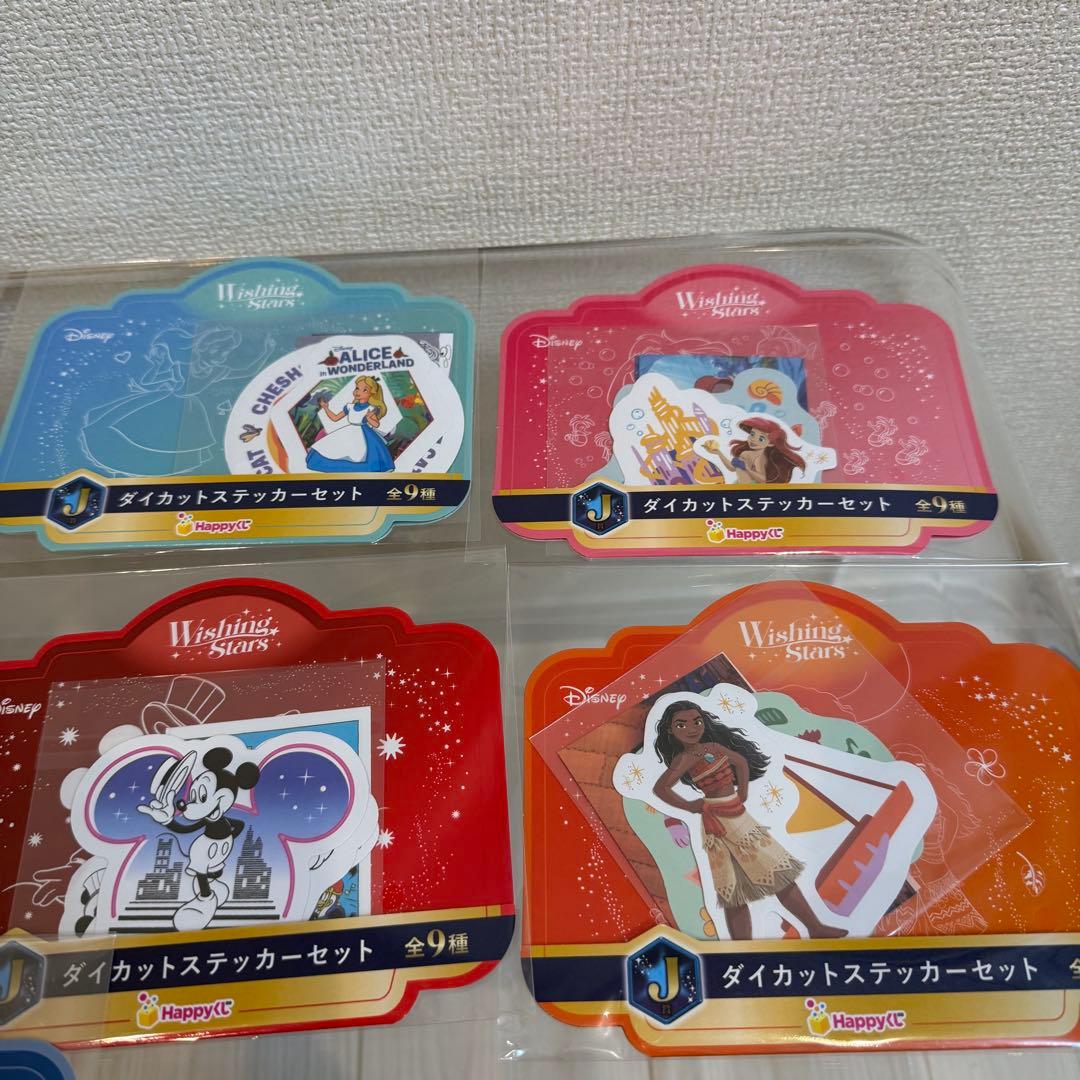 Wishing
Stars
Disney
Disney
ALICE
in WONDERLAND
CHESH
CAT
J
賞
ダイカットステッカーセット 全9種
Happyくじ
Wishing
Stars
Disney
J
賞
ダイカットステッカーセット 全9種
Happyくじ
Wishing
Stars
Disney
J
ダイカットステッカーセット 全9種
Happyくじ
Wishing
Stars
Disney
J
賞
ダイカットステッカーセット 全
Happyくじ